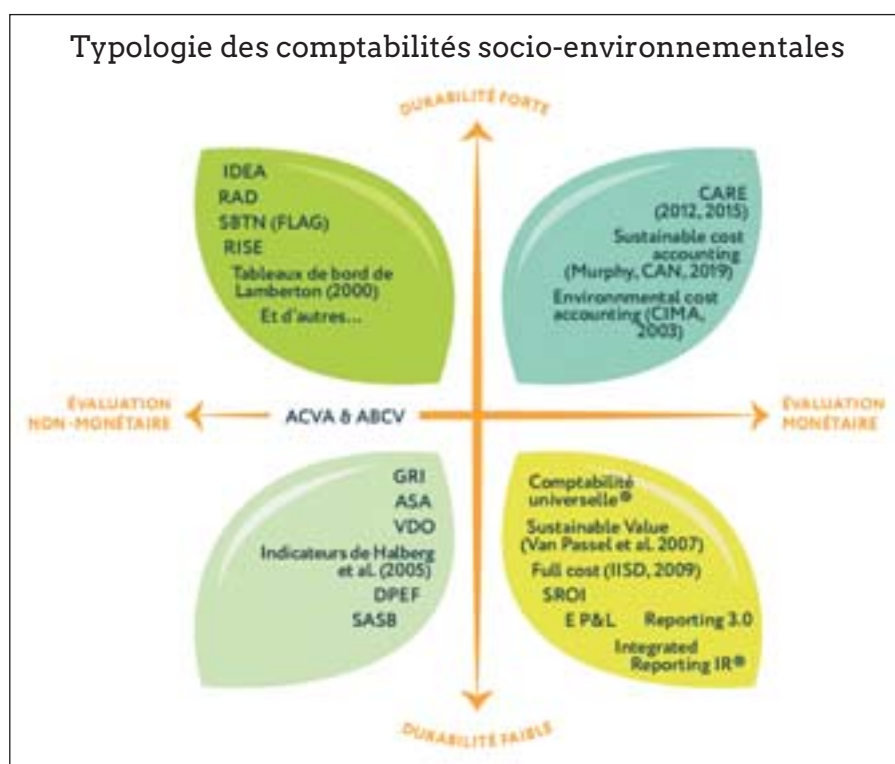 Typologie des comptabilités socio-environnementales
DURABILITÉ FORTE
IDEA
RAD
SBTN (FLAG)
RISE
Tableaux de bord de
Lamberton (2000)
Et d'autres...
CARE
(2012, 2015)
Sustainable cost
accounting
(Murphy, CAN, 2019)
Environnmental cost
accounting (CIMA,
2003)
ÉVALUATION
NON-MONÉTAIRE
ACVA & ABCV
ÉVALUATION
MONÉTAIRE
GRI
ASA
VDO
Indicateurs de Halberg
et al. (2005)
DPEF
SASB
Comptabilité
universelle®
Sustainable Value
(Van Passel et al. 2007)
Full cost (IISD, 2009)
SROI
E P&L Reporting 3.0
Integrated
Reporting IR®
DURABILITÉ FAIBLE